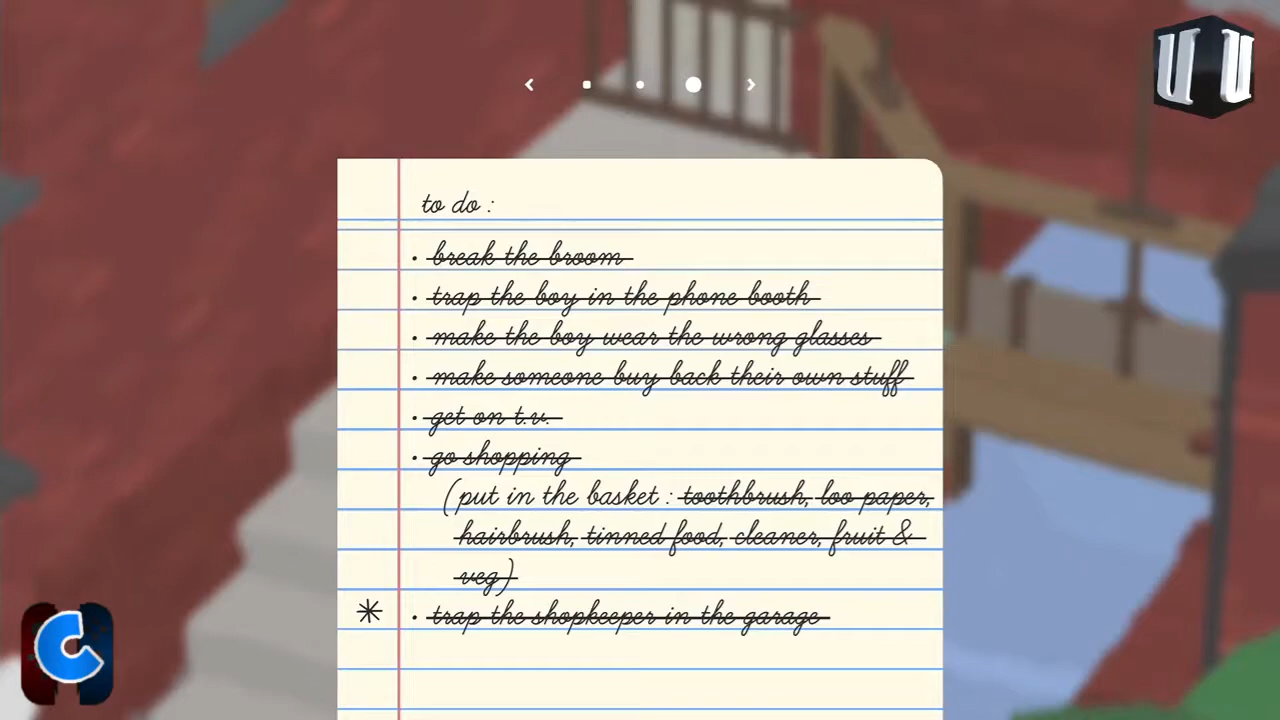 to do :
• break the broom
• trap the boy in the phone booth
• make the boy wear the wrong glasses
• make someone buy back their own stuff
• get on t.v.
• go shopping
(put in the basket : toothbrush, loo paper,
hairbrush, tinned food, cleaner, fruit &
veg)
* • trap the shopkeeper in the garage
UU
C